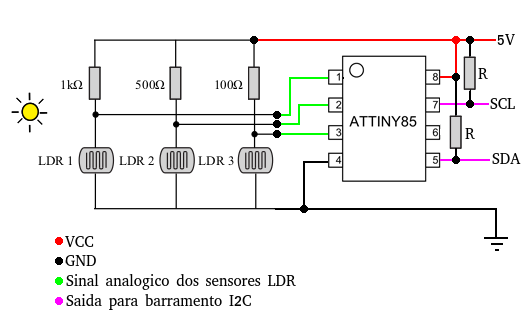 5V
1kΩ 500Ω 100Ω 1 8 R
2 7 SCL
ATTINY85
3 6 R
LDR 1 LDR 2 LDR 3 4 5 SDA
VCC
GND
Sinal analogico dos sensores LDR
Saida para barramento I2C